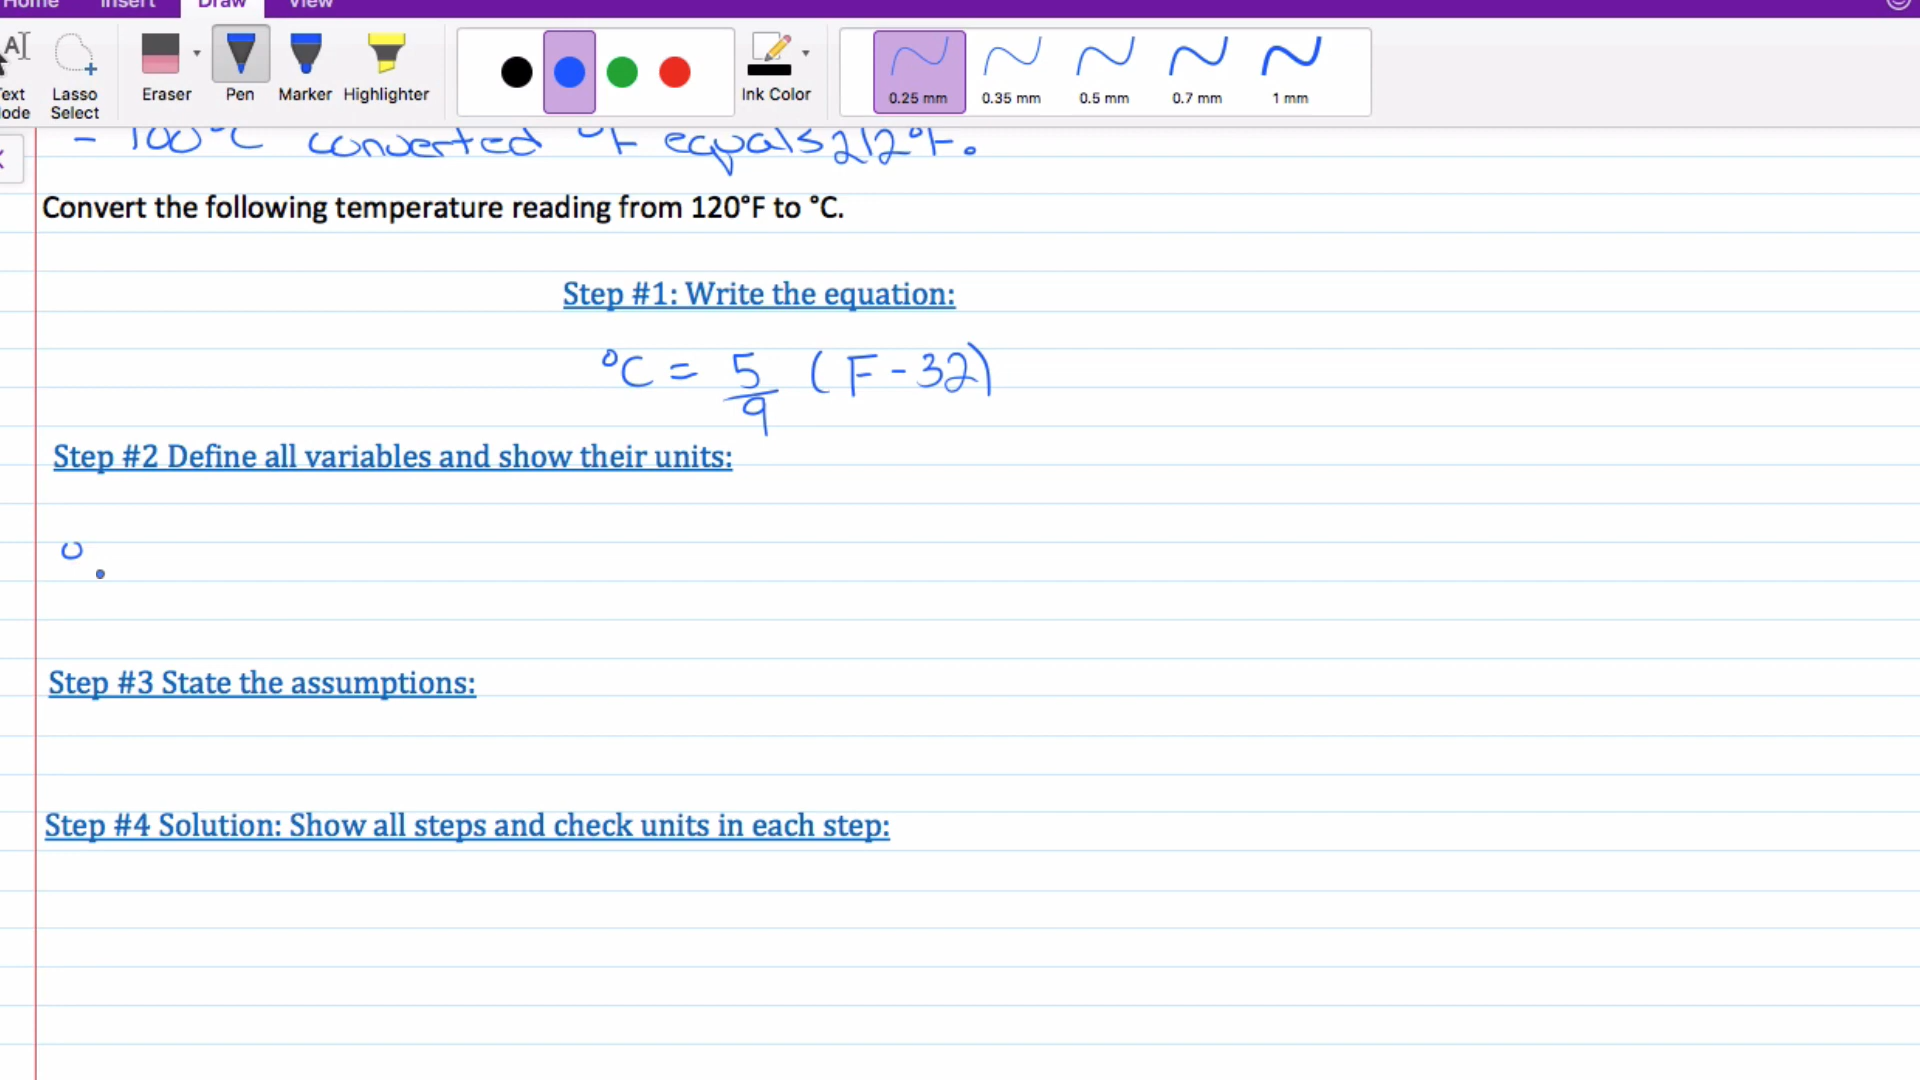 Home Insert Draw View
Text Mode Lasso Select Eraser Pen Marker Highlighter Ink Color 0.25 mm 0.35 mm 0.5 mm 0.7 mm 1 mm
- 100°C converted °F equals 212°F.
Convert the following temperature reading from 120°F to °C.
Step #1: Write the equation:
°C = 5/9 (F - 32)
Step #2 Define all variables and show their units:
°
Step #3 State the assumptions:
Step #4 Solution: Show all steps and check units in each step: